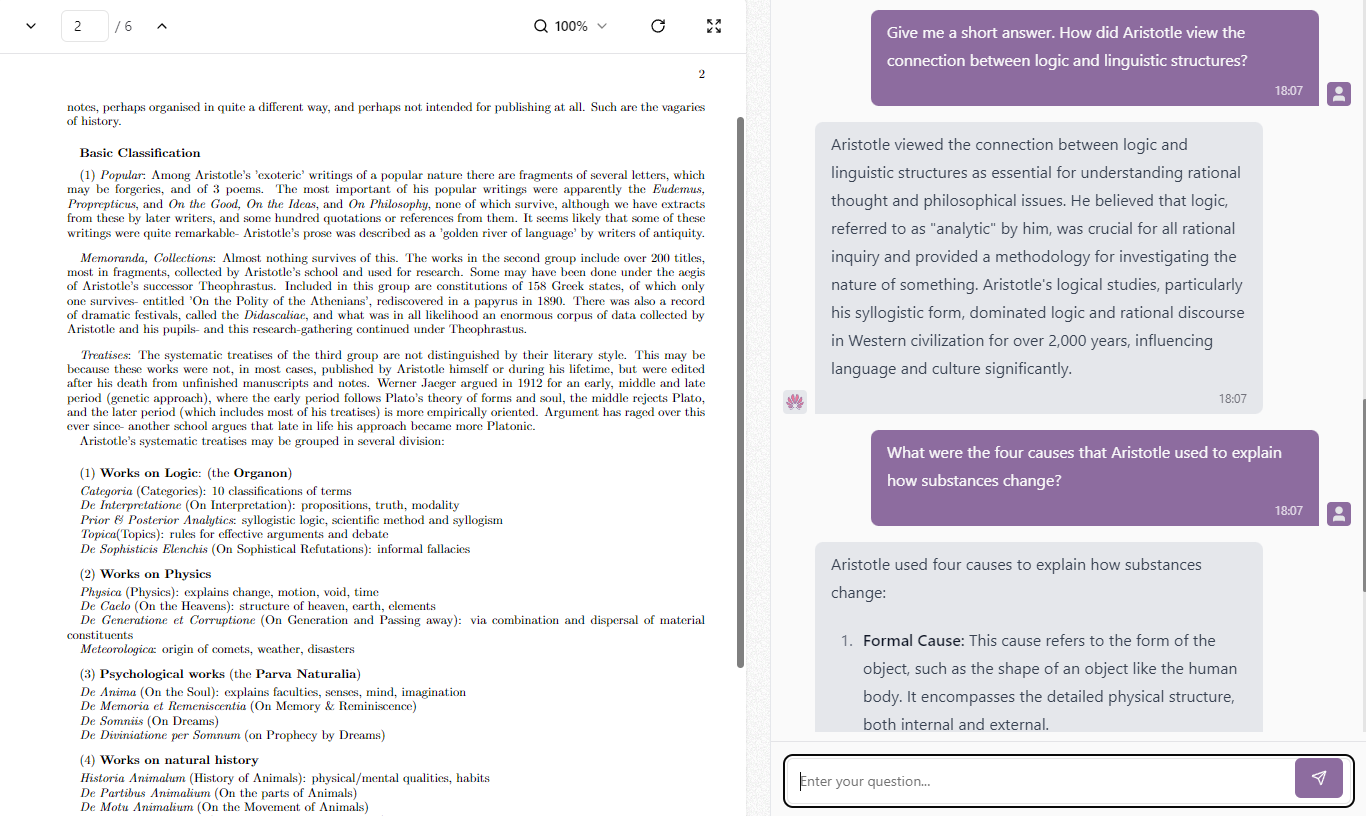 2 / 6
100%
2
notes, perhaps organised in quite a different way, and perhaps not intended for publishing at all. Such are the vagaries
of history.
Basic Classification
(1) Popular: Among Aristotle's 'exoteric' writings of a popular nature there are fragments of several letters, which
may be forgeries, and of 3 poems. The most important of his popular writings were apparently the Eudemus,
Proprepticus, and On the Good, On the Ideas, and On Philosophy, none of which survive, although we have extracts
from these by later writers, and some hundred quotations or references from them. It seems likely that some of these
writings were quite remarkable- Aristotle's prose was described as a 'golden river of language' by writers of antiquity.
Memoranda, Collections: Almost nothing survives of this. The works in the second group include over 200 titles,
most in fragments, collected by Aristotle's school and used for research. Some may have been done under the aegis
of Aristotle's successor Theophrastus. Included in this group are constitutions of 158 Greek states, of which only
one survives- entitled 'On the Polity of the Athenians', rediscovered in a papyrus in 1890. There was also a record
of dramatic festivals, called the Didascaliae, and what was in all likelihood an enormous corpus of data collected by
Aristotle and his pupils- and this research-gathering continued under Theophrastus.
Treatises: The systematic treatises of the third group are not distinguished by their literary style. This may be
because these works were not, in most cases, published by Aristotle himself or during his lifetime, but were edited
after his death from unfinished manuscripts and notes. Werner Jaeger argued in 1912 for an early, middle and late
period (genetic approach), where the early period follows Plato's theory of forms and soul, the middle rejects Plato,
and the later period (which includes most of his treatises) is more empirically oriented. Argument has raged over this
ever since- another school argues that late in life his approach became more Platonic.
Aristotle's systematic treatises may be grouped in several division:
(1) Works on Logic: (the Organon)
Categoria (Categories): 10 classifications of terms
De Interpretatione (On Interpretation): propositions, truth, modality
Prior & Posterior Analytics: syllogistic logic, scientific method and syllogism
Topica(Topics): rules for effective arguments and debate
De Sophisticis Elenchis (On Sophistical Refutations): informal fallacies
(2) Works on Physics
Physica (Physics): explains change, motion, void, time
De Caelo (On the Heavens): structure of heaven, earth, elements
De Generatione et Corruptione (On Generation and Passing away): via combination and dispersal of material
constituents
Meteorologica: origin of comets, weather, disasters
(3) Psychological works (the Parva Naturalia)
De Anima (On the Soul): explains faculties, senses, mind, imagination
De Memoria et Remeniscentia (On Memory & Reminiscence)
De Somniis (On Dreams)
De Diviniatione per Somnum (on Prophecy by Dreams)
(4) Works on natural history
Historia Animalum (History of Animals): physical/mental qualities, habits
De Partibus Animalium (On the parts of Animals)
De Motu Animalium (On the Movement of Animals)
Give me a short answer. How did Aristotle view the
connection between logic and linguistic structures?
18:07
Aristotle viewed the connection between logic and
linguistic structures as essential for understanding rational
thought and philosophical issues. He believed that logic,
referred to as "analytic" by him, was crucial for all rational
inquiry and provided a methodology for investigating the
nature of something. Aristotle's logical studies, particularly
his syllogistic form, dominated logic and rational discourse
in Western civilization for over 2,000 years, influencing
language and culture significantly.
18:07
What were the four causes that Aristotle used to explain
how substances change?
18:07
Aristotle used four causes to explain how substances
change:
1. Formal Cause: This cause refers to the form of the
object, such as the shape of an object like the human
body. It encompasses the detailed physical structure,
both internal and external.
Enter your question...